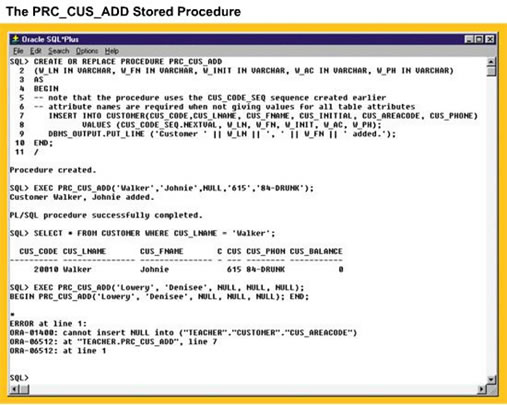 The PRC_CUS_ADD Stored Procedure
Oracle SQL*Plus
File Edit Search Options Help
SQL> CREATE OR REPLACE PROCEDURE PRC_CUS_ADD
2 (W_LN IN VARCHAR, W_FN IN VARCHAR, W_INIT IN VARCHAR, W_AC IN VARCHAR, W_PH IN VARCHAR)
3 AS
4 BEGIN
5 -- note that the procedure uses the CUS_CODE_SEQ sequence created earlier
6 -- attribute names are required when not giving values for all table attributes
7 INSERT INTO CUSTOMER(CUS_CODE,CUS_LNAME, CUS_FNAME, CUS_INITIAL, CUS_AREACODE, CUS_PHONE)
8 VALUES (CUS_CODE_SEQ.NEXTVAL, W_LN, W_FN, W_INIT, W_AC, W_PH);
9 DBMS_OUTPUT.PUT_LINE ('Customer ' || W_LN || ', ' || W_FN || ' added.');
10 END;
11 /
Procedure created.
SQL> EXEC PRC_CUS_ADD('Walker','Johnie',NULL,'615','84-DRUNK');
Customer Walker, Johnie added.
PL/SQL procedure successfully completed.
SQL> SELECT * FROM CUSTOMER WHERE CUS_LNAME = 'Walker';
CUS_CODE CUS_LNAME CUS_FNAME C CUS CUS_PHON CUS_BALANCE
---------- --------------- --------------- - --- -------- -----------
20010 Walker Johnie 615 84-DRUNK 0
SQL> EXEC PRC_CUS_ADD('Lowery', 'Denisee', NULL, NULL, NULL);
BEGIN PRC_CUS_ADD('Lowery', 'Denisee', NULL, NULL, NULL); END;
*
ERROR at line 1:
ORA-01400: cannot insert NULL into ("TEACHER"."CUSTOMER"."CUS_AREACODE")
ORA-06512: at "TEACHER.PRC_CUS_ADD", line 7
ORA-06512: at line 1
SQL>